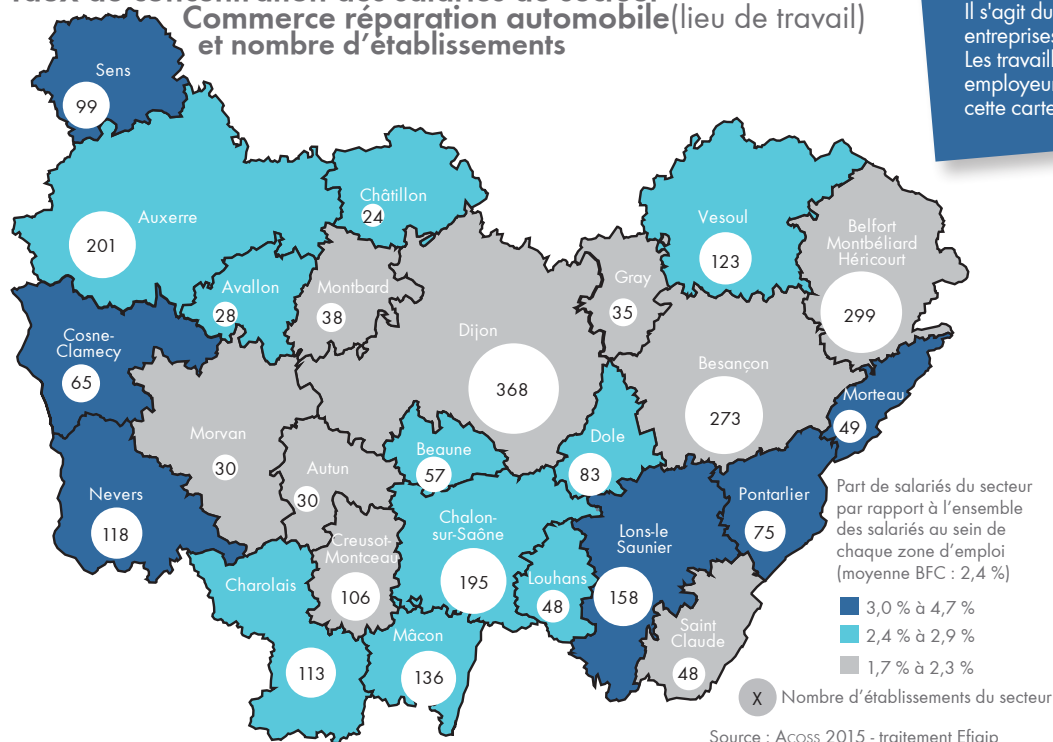 Commerce réparation automobile(lieu de travail)
et nombre d'établissements
Il s'agit du
entreprises
Les travaill
employeur
cette carte
Sens
99
Auxerre
201
Châtillon
24
Avallon
28
Montbard
38
Vesoul
123
Belfort
Montbéliard
Héricourt
299
Gray
35
Dijon
368
Besançon
273
Cosne-
Clamecy
65
Morteau
49
Morvan
30
Autun
30
Beaune
57
Dole
83
Nevers
118
Pontarlier
75
Creusot-
Montceau
106
Chalon-
sur-Saône
195
Louhans
48
Lons-le
Saunier
158
Charolais
113
Mâcon
136
Saint
Claude
48
Part de salariés du secteur
par rapport à l'ensemble
des salariés au sein de
chaque zone d'emploi
(moyenne BFC : 2,4 %)
3,0 % à 4,7 %
2,4 % à 2,9 %
1,7 % à 2,3 %
X Nombre d'établissements du secteur
Source : Acoss 2015 - traitement Efigip